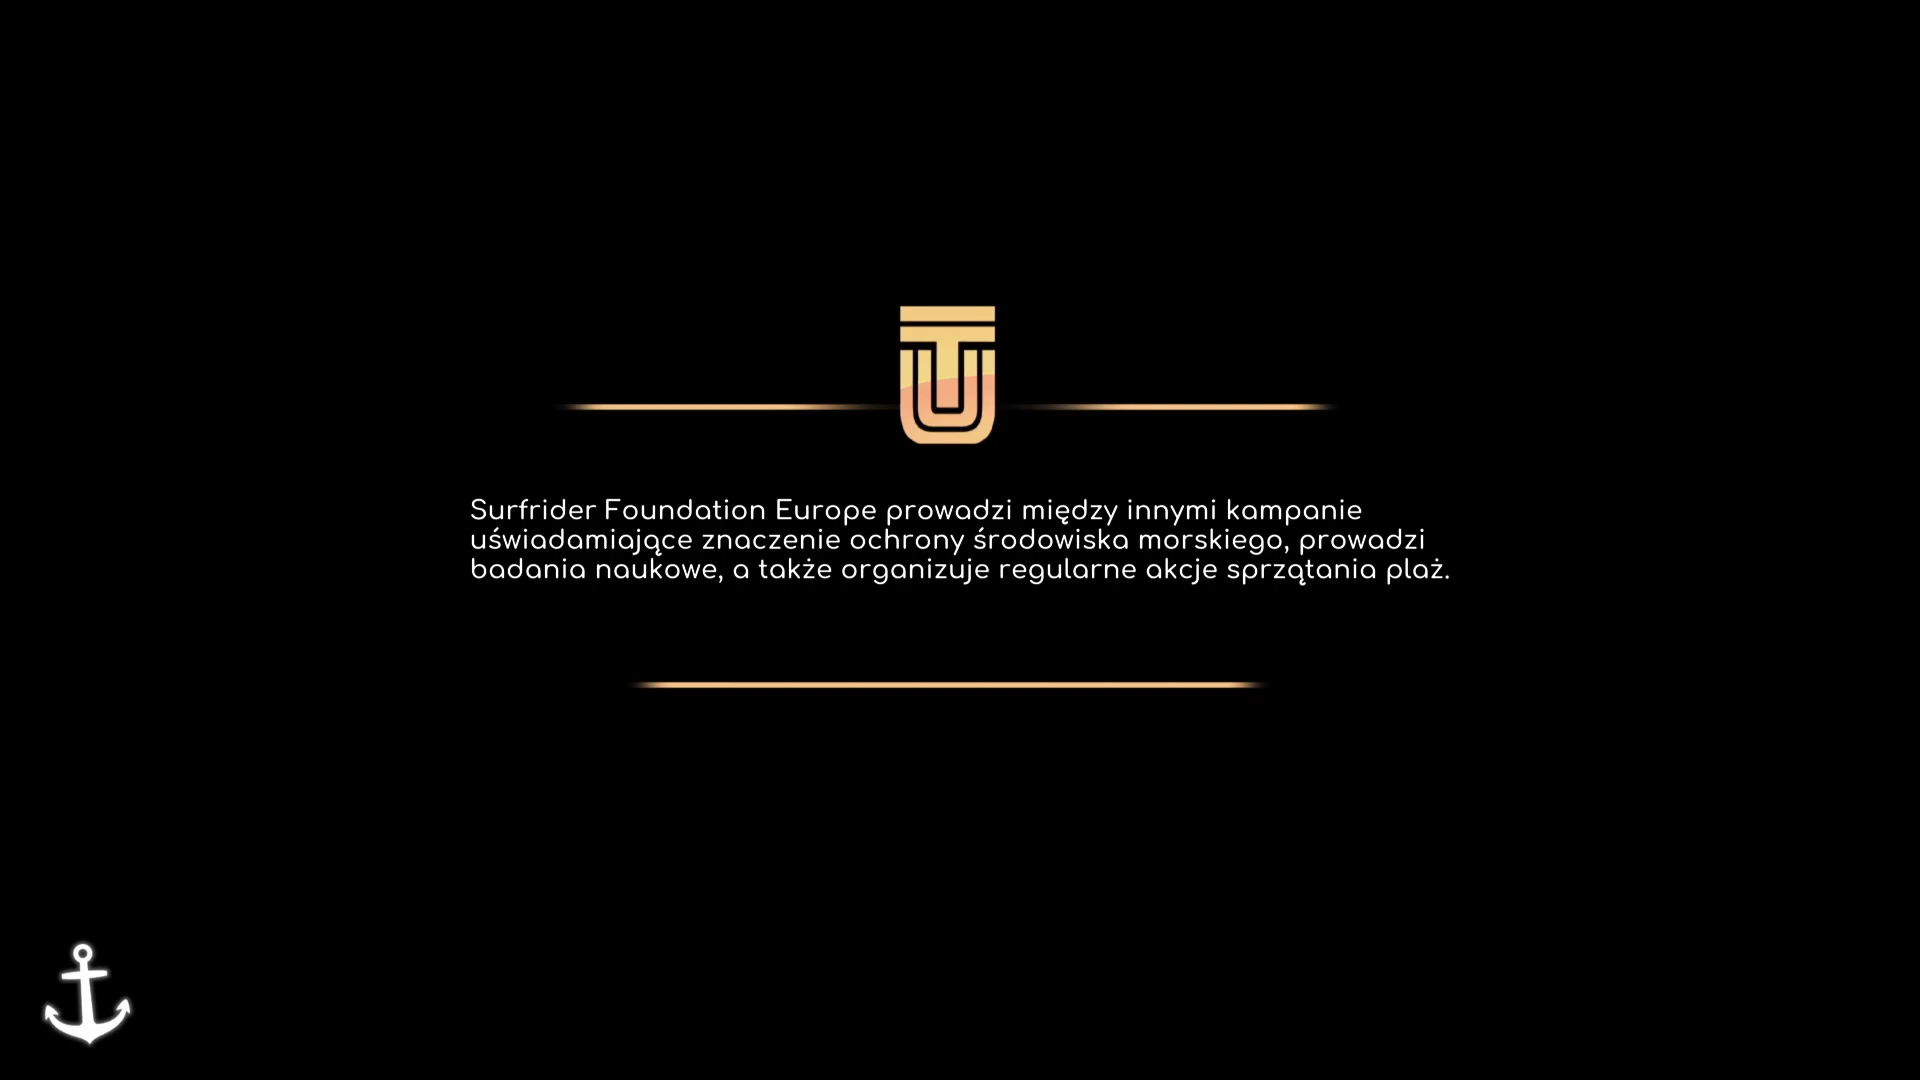 Surfrider Foundation Europe prowadzi między innymi kampanie
uświadamiające znaczenie ochrony środowiska morskiego, prowadzi
badania naukowe, a także organizuje regularne akcje sprzątania plaż.